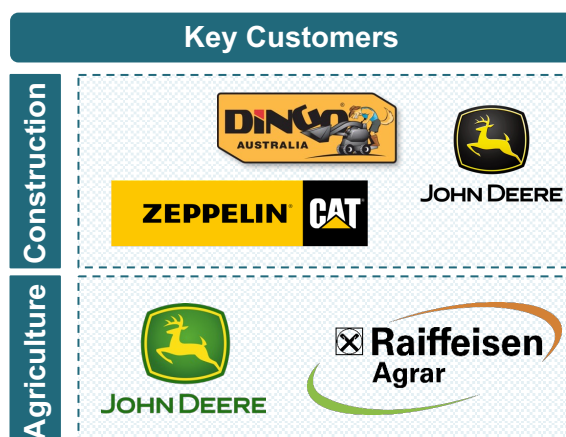 Key Customers
Construction
DINGO
AUSTRALIA
ZEPPELIN CAT
JOHN DEERE
Agriculture
JOHN DEERE
Raiffeisen
Agrar